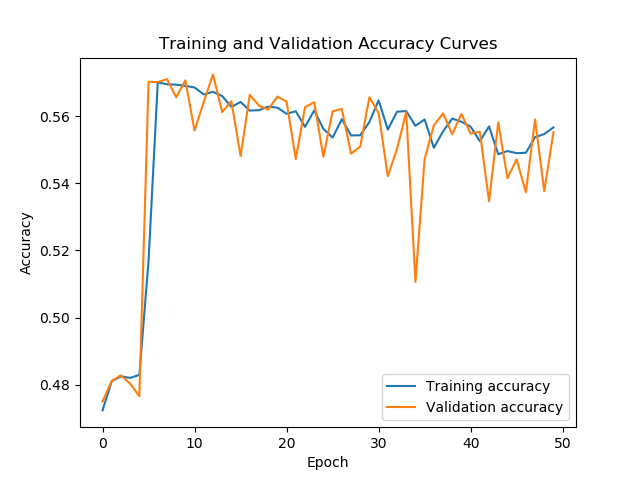 Training and Validation Accuracy Curves
0.56
0.54
0.52
0.50
0.48
Accuracy
0 10 20 30 40 50
Epoch
Training accuracy
Validation accuracy